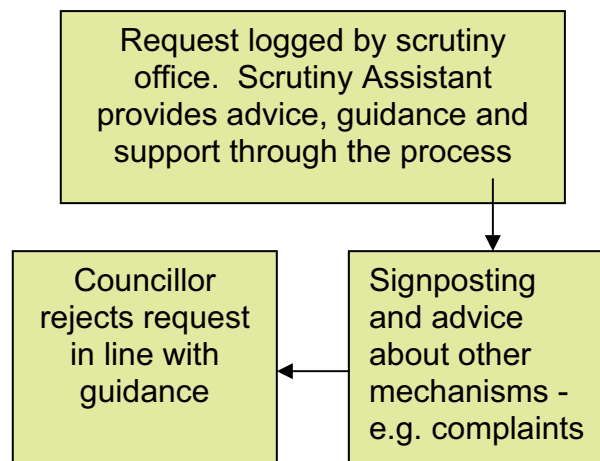 Request logged by scrutiny
office.  Scrutiny Assistant
provides advice, guidance and
support through the process
Councillor
rejects request
in line with
guidance
Signposting
and advice
about other
mechanisms -
e.g. complaints